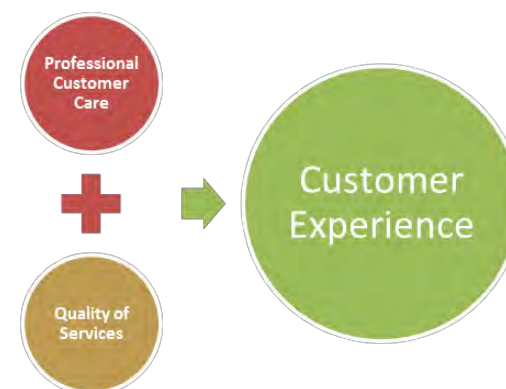 Professional
Customer
Care
Customer
Experience
Quality of
Services